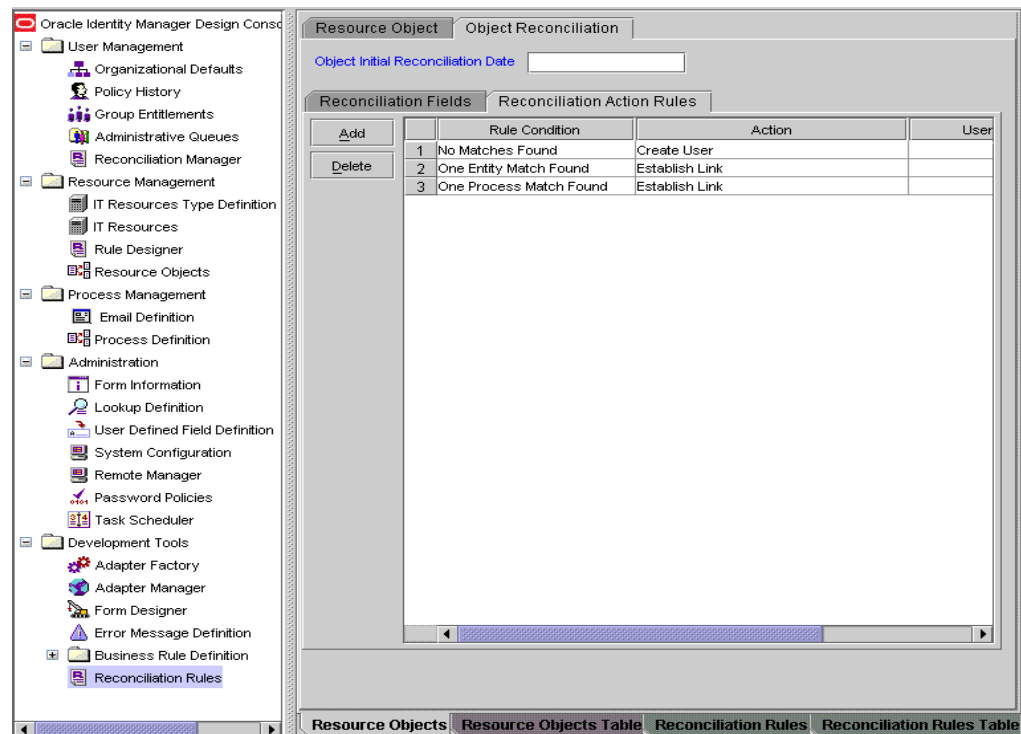 Oracle Identity Manager Design Conso
User Management
Organizational Defaults
Policy History
Group Entitlements
Administrative Queues
Reconciliation Manager
Resource Management
IT Resources Type Definition
IT Resources
Rule Designer
Resource Objects
Process Management
Email Definition
Process Definition
Administration
Form Information
Lookup Definition
User Defined Field Definition
System Configuration
Remote Manager
Password Policies
Task Scheduler
Development Tools
Adapter Factory
Adapter Manager
Form Designer
Error Message Definition
Business Rule Definition
Reconciliation Rules
Resource Object Object Reconciliation
Object Initial Reconciliation Date
Reconciliation Fields Reconciliation Action Rules
Add
Delete
Rule Condition Action User
1 No Matches Found Create User
2 One Entity Match Found Establish Link
3 One Process Match Found Establish Link
Resource Objects Resource Objects Table Reconciliation Rules Reconciliation Rules Table